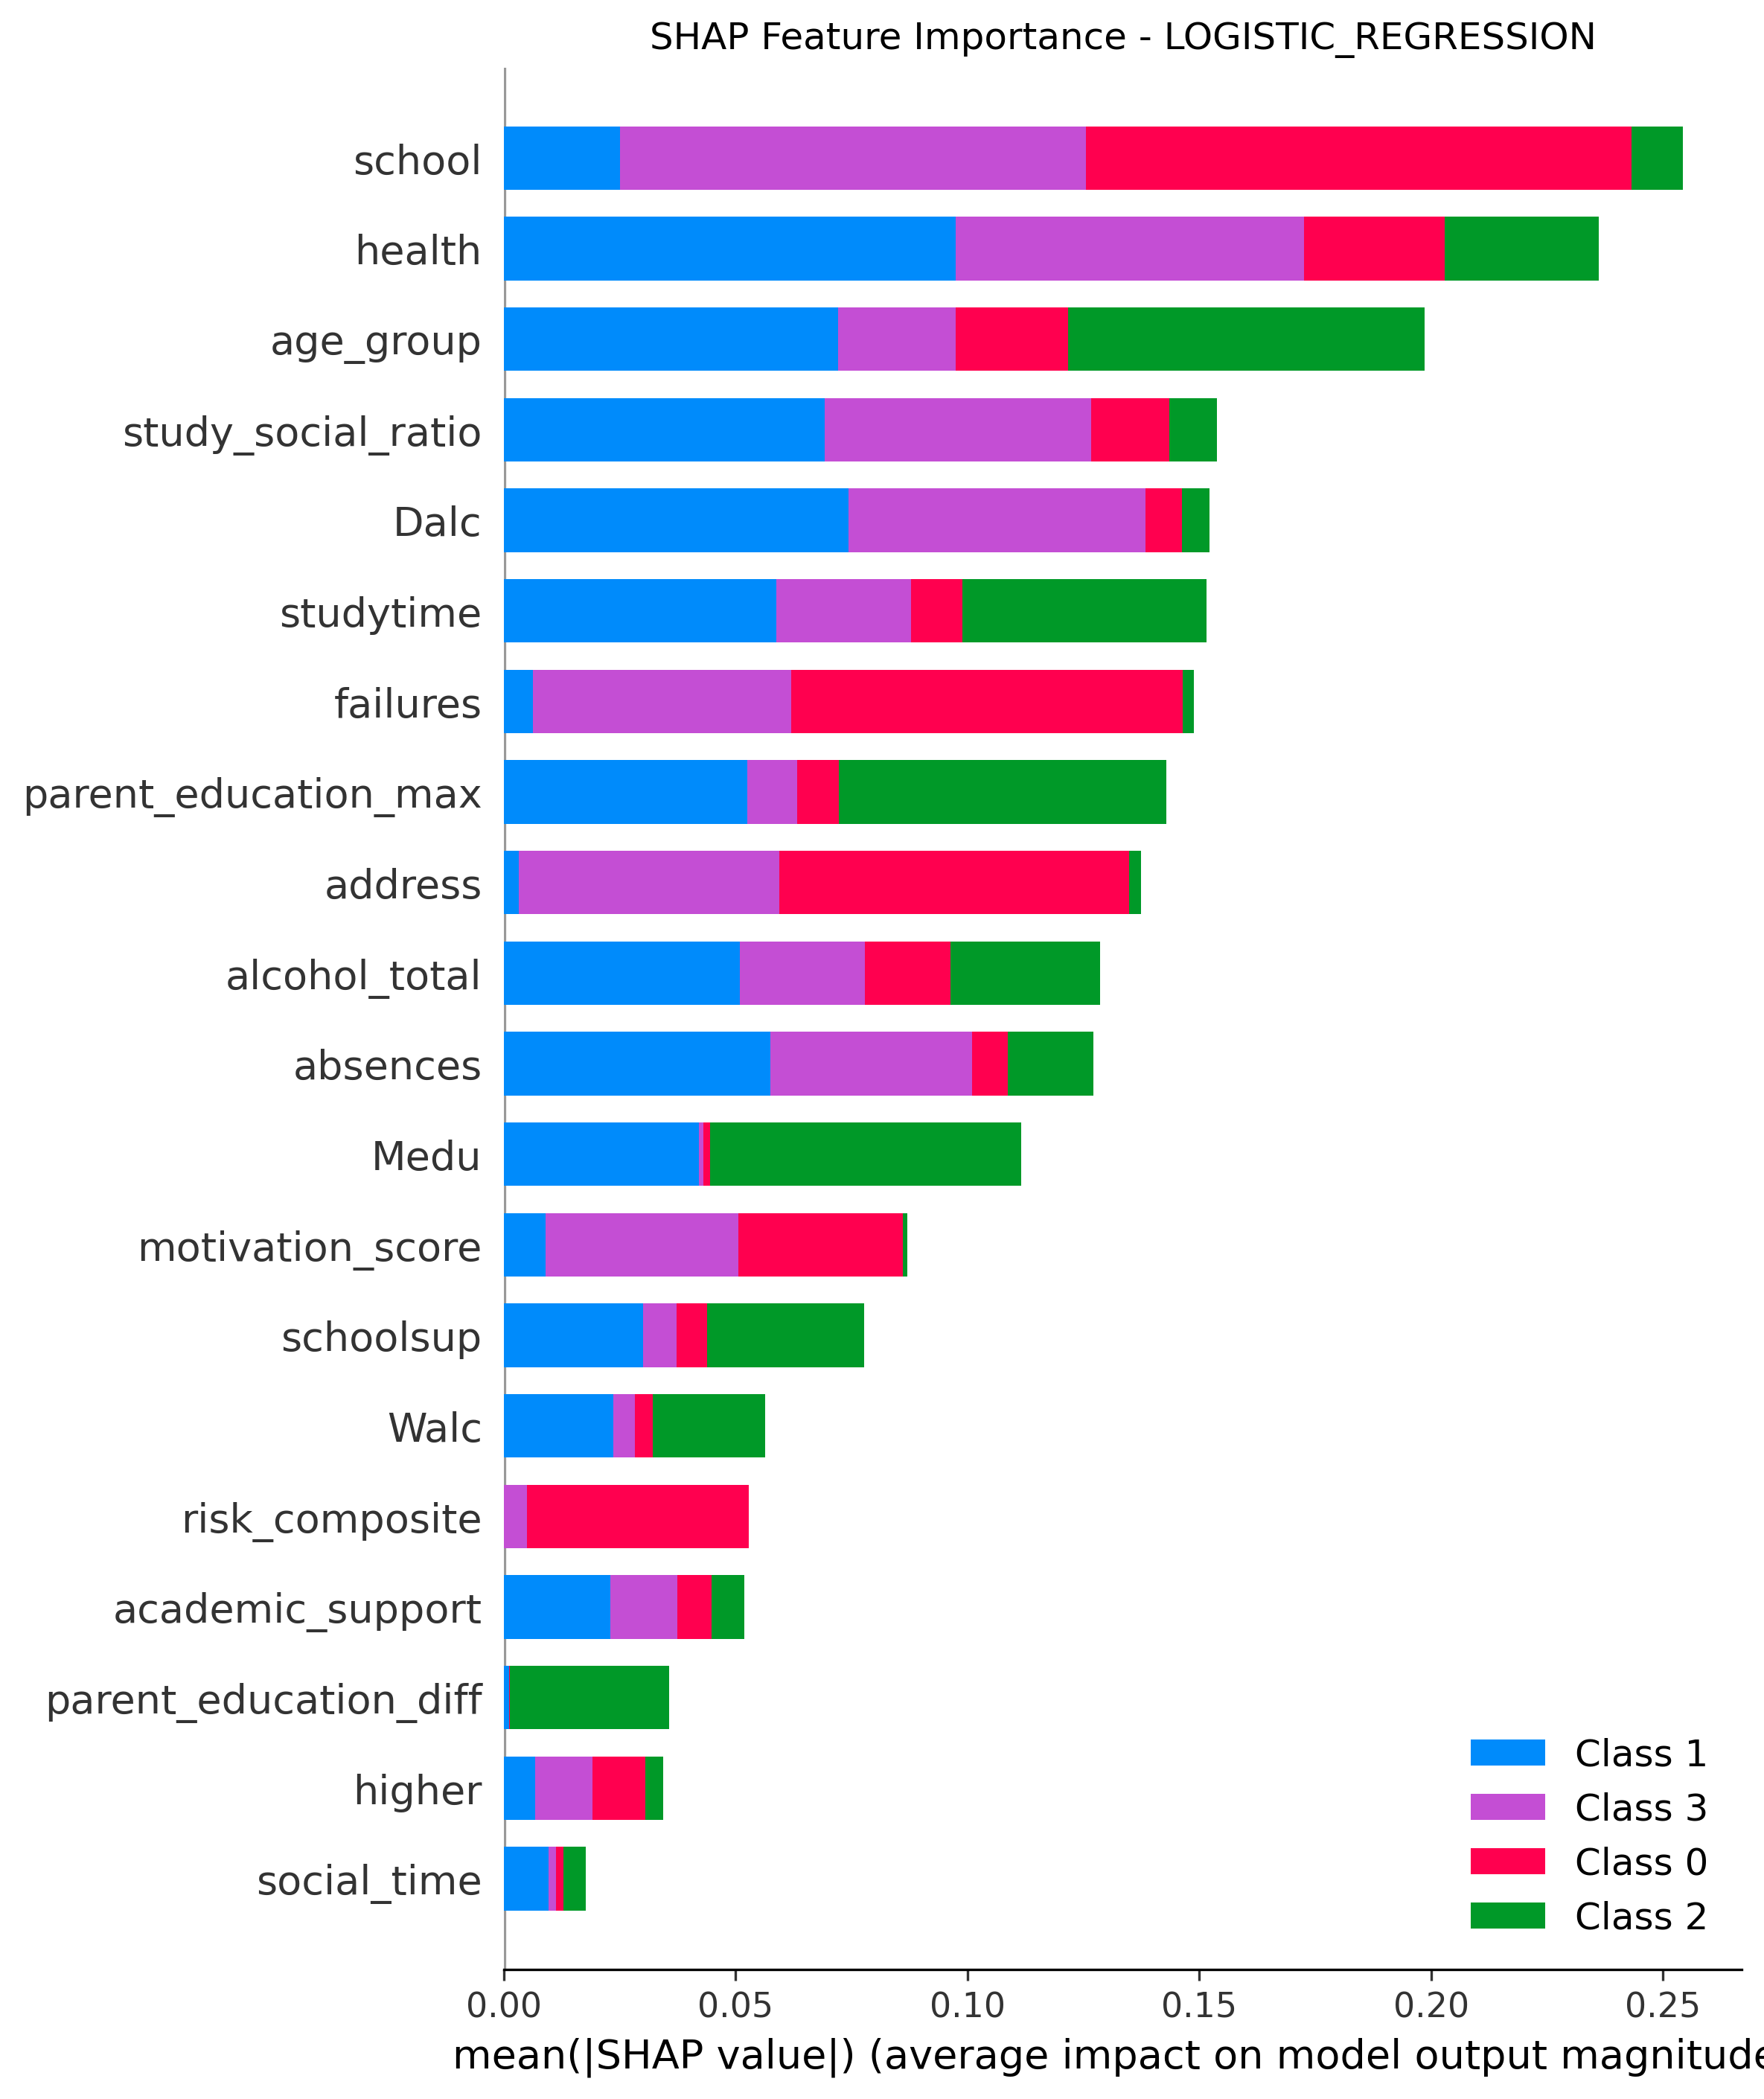 SHAP Feature Importance - LOGISTIC_REGRESSION
school
health
age_group
study_social_ratio
Dalc
studytime
failures
parent_education_max
address
alcohol_total
absences
Medu
motivation_score
schoolsup
Walc
risk_composite
academic_support
parent_education_diff
higher
social_time
Class 1
Class 3
Class 0
Class 2
0.00 0.05 0.10 0.15 0.20 0.25
mean(|SHAP value|) (average impact on model output magnitude